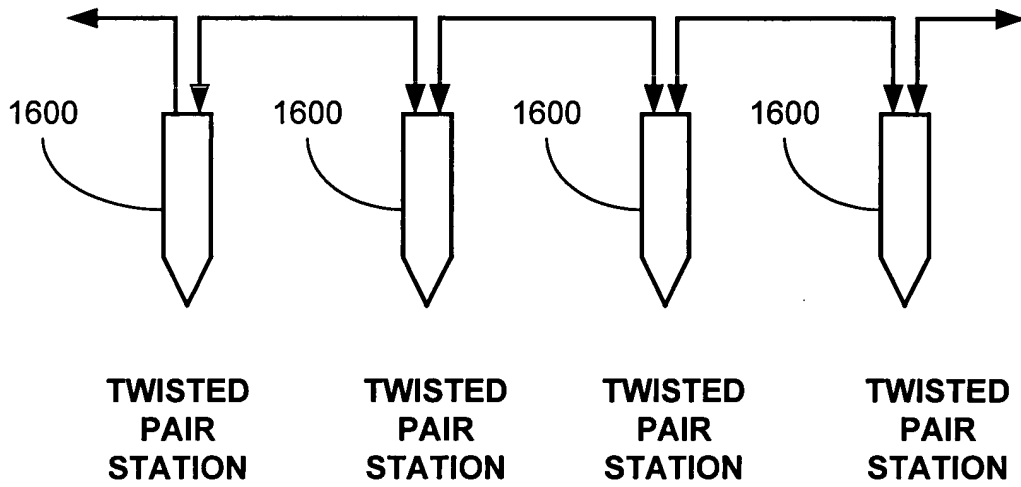 1600 1600 1600 1600
TWISTED TWISTED TWISTED TWISTED
PAIR PAIR PAIR PAIR
STATION STATION STATION STATION